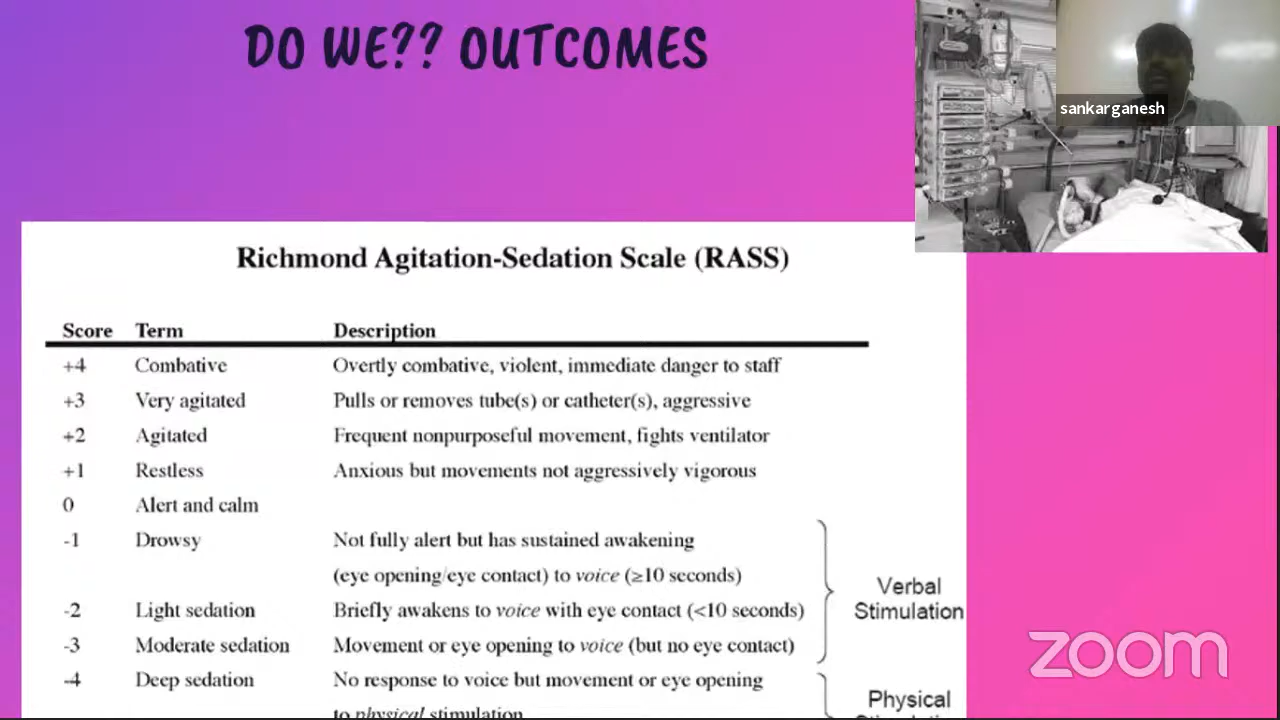 DO WE?? OUTCOMES
sankarganesh
Richmond Agitation-Sedation Scale (RASS)
Score Term Description
+4 Combative Overtly combative, violent, immediate danger to staff
+3 Very agitated Pulls or removes tube(s) or catheter(s), aggressive
+2 Agitated Frequent nonpurposeful movement, fights ventilator
+1 Restless Anxious but movements not aggressively vigorous
0 Alert and calm
-1 Drowsy Not fully alert but has sustained awakening
(eye opening/eye contact) to voice (≥10 seconds)
Verbal
Stimulation
-2 Light sedation Briefly awakens to voice with eye contact (<10 seconds)
-3 Moderate sedation Movement or eye opening to voice (but no eye contact)
-4 Deep sedation No response to voice but movement or eye opening
to physical stimulation
Physical
zoom